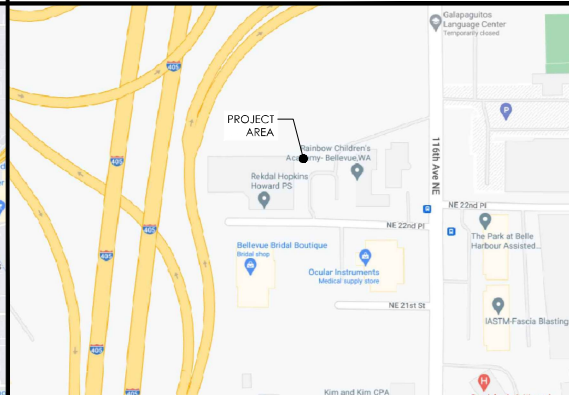 Galapaguitos
Language Center
Temporarily closed
405
P
PROJECT
AREA
Rainbow Children's
Academy- Bellevue,WA
116th Ave NE
405
Rekdal Hopkins
Howard PS
NE 22nd Pl
NE 22nd Pl
405
The Park at Belle
Harbour Assisted...
Bellevue Bridal Boutique
Bridal shop
405
Ocular Instruments
Medical supply store
NE 21st St
IASTM-Fascia Blasting
405
H
405
Kim and Kim CPA